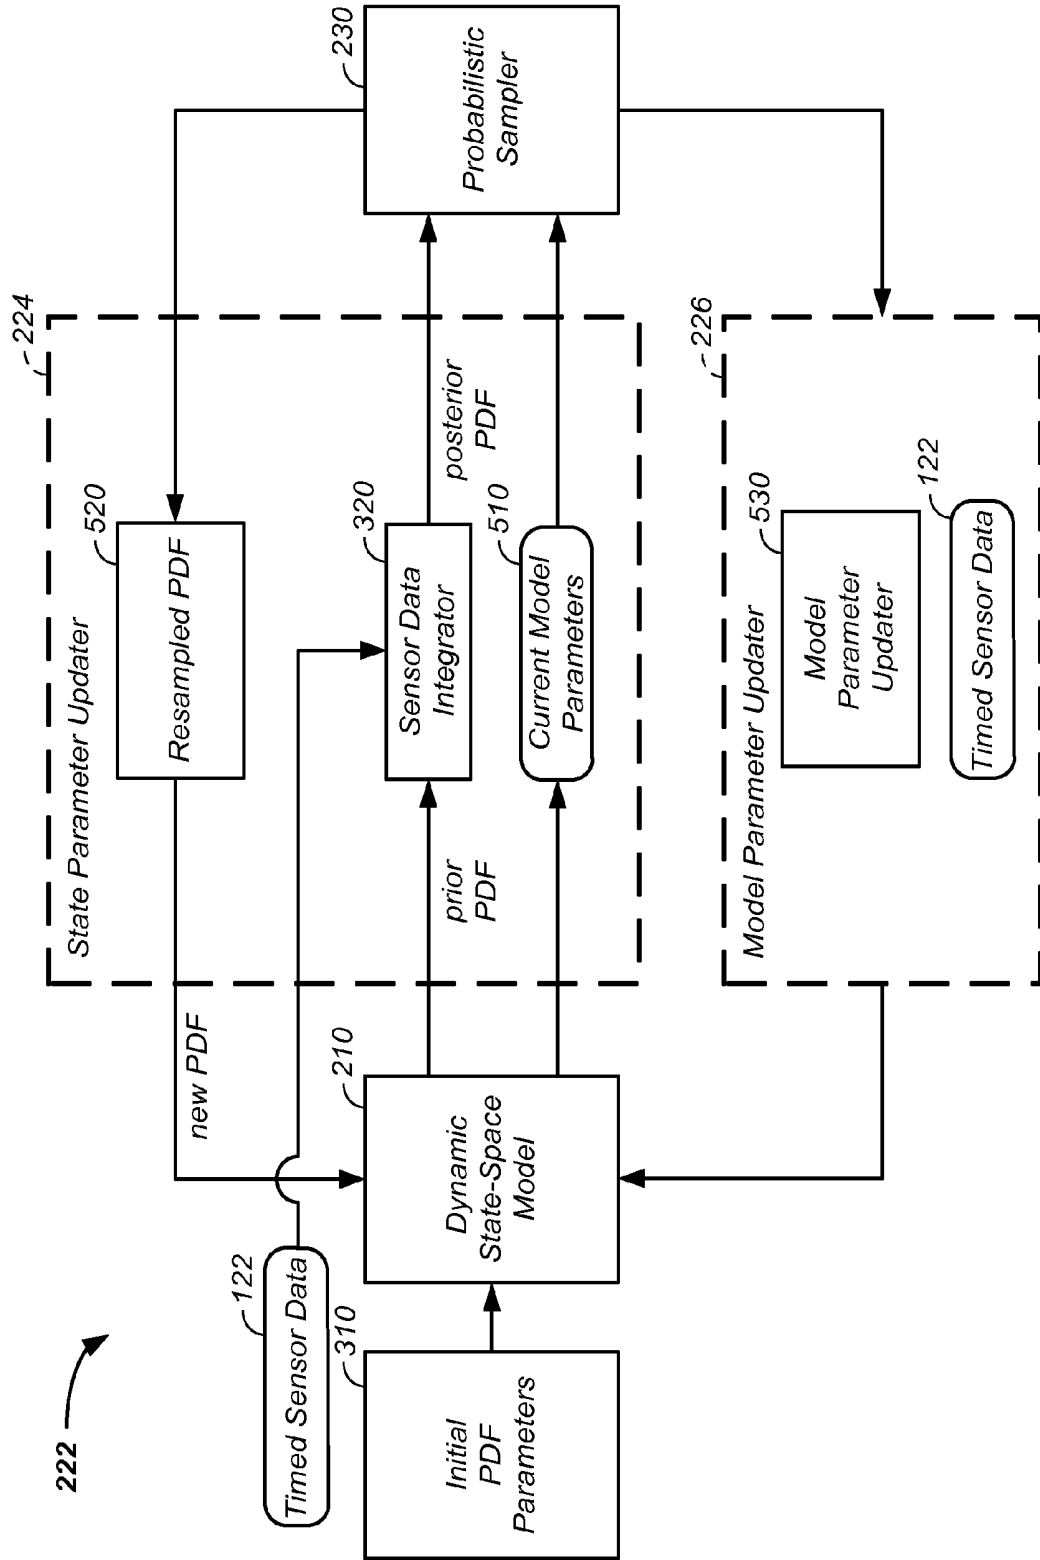 222
Timed Sensor Data
122
Initial
PDF
Parameters
310
new PDF
Dynamic
State-Space
Model
210
State Parameter Updater
224
Resampled PDF
520
prior
PDF
Sensor Data
Integrator
320
posterior
PDF
Current Model
Parameters
510
Probabilistic
Sampler
230
Model Parameter Updater
226
Model
Parameter
Updater
530
Timed Sensor Data
122